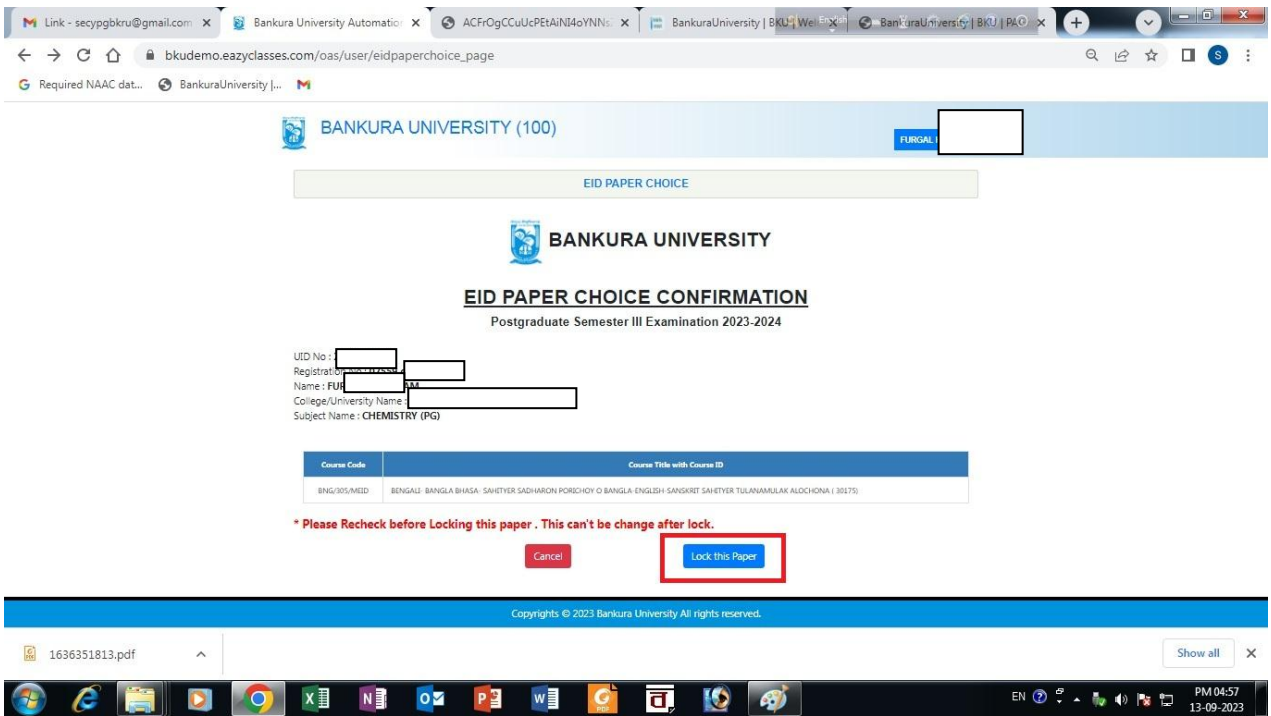 Link - secypgbkru@gmail.com
Bankura University Automatio
ACFrOgCCuUcPEtAiNI4oYNNs
BankuraUniversity | BKU | Wel
BankuraUniversity | BKU | PAG
bkudemo.eazyclasses.com/oas/user/eidpaperchoice_page
S
Required NAAC dat...
BankuraUniversity |...
BANKURA UNIVERSITY (100)
FURGAL
EID PAPER CHOICE
BANKURA UNIVERSITY
EID PAPER CHOICE CONFIRMATION
Postgraduate Semester III Examination 2023-2024
UID No :
Registration No
Name : FUR AM
College/University Name :
Subject Name : CHEMISTRY (PG)
Course Code Course Title with Course ID
BNG/305/MEID BENGALI- BANGLA BHASA- SAHITYER SADHARON PORICHOY O BANGLA-ENGLISH-SANSKRIT SAHITYER TULANAMULAK ALOCHONA ( 30175)
* Please Recheck before Locking this paper . This can't be change after lock.
Cancel Lock this Paper
Copyrights © 2023 Bankura University All rights reserved.
1636351813.pdf
Show all
EN
PM 04:57
13-09-2023